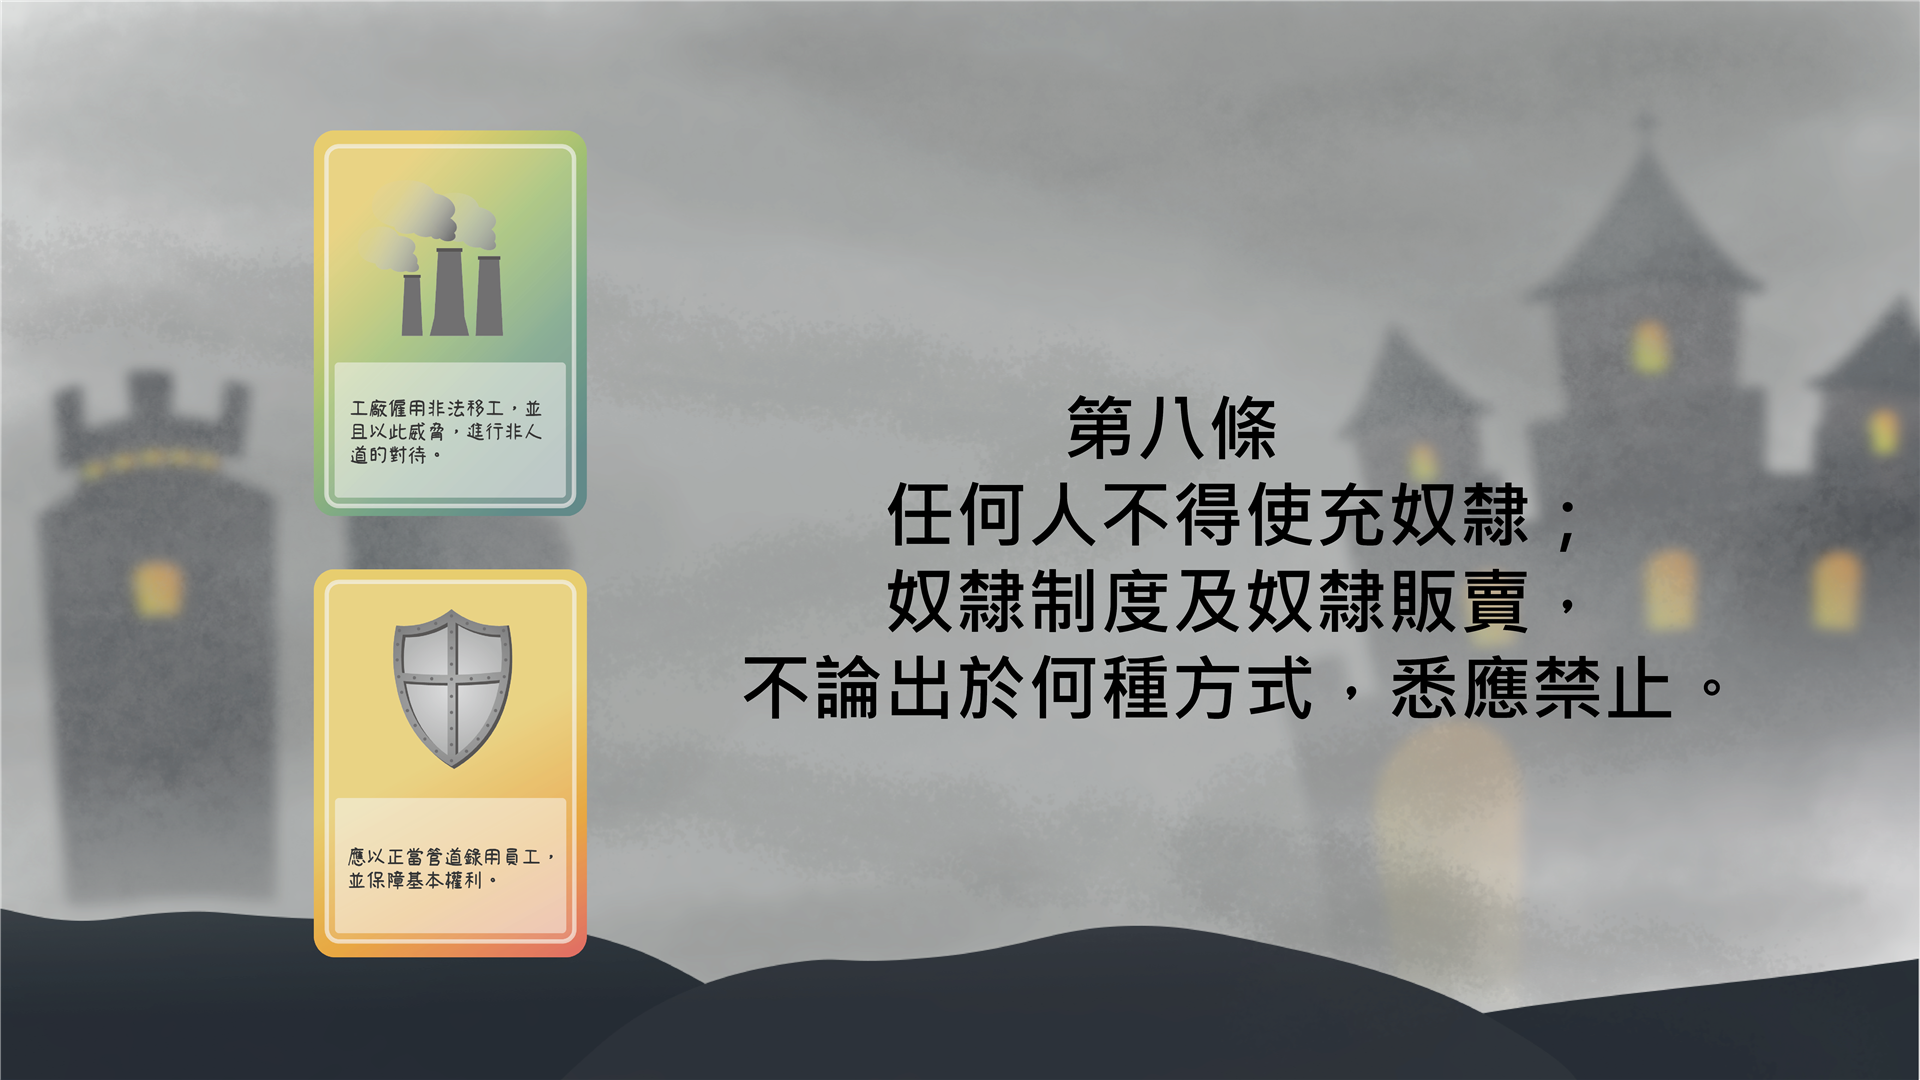 工廠僱用非法移工，並
且以此威脅，進行非人
道的對待。
應以正當管道錄用員工，
並保障基本權利。
第八條
任何人不得使充奴隸；
奴隸制度及奴隸販賣，
不論出於何種方式，悉應禁止。